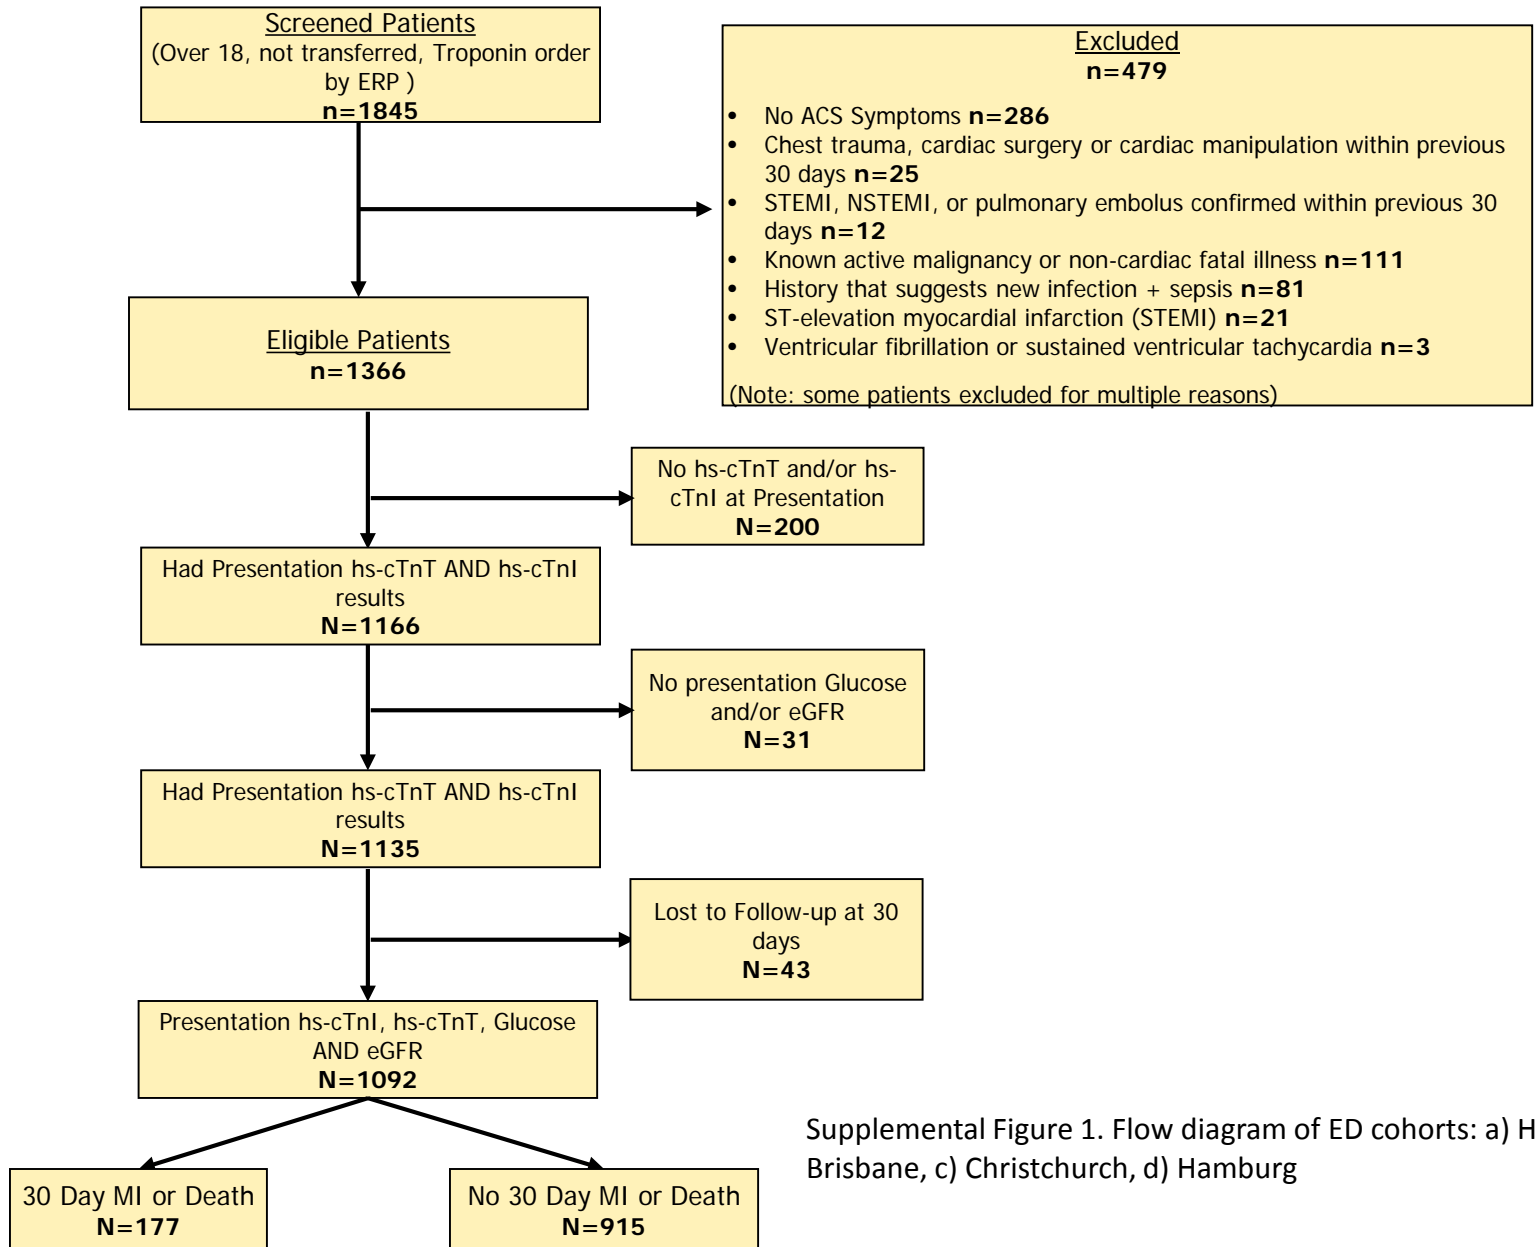 Screened Patients
(Over 18, not transferred, Troponin order
by ERP )
n=1845
Excluded
n=479
• No ACS Symptoms n=286
• Chest trauma, cardiac surgery or cardiac manipulation within previous
30 days n=25
• STEMI, NSTEMI, or pulmonary embolus confirmed within previous 30
days n=12
• Known active malignancy or non-cardiac fatal illness n=111
• History that suggests new infection + sepsis n=81
• ST-elevation myocardial infarction (STEMI) n=21
• Ventricular fibrillation or sustained ventricular tachycardia n=3
(Note: some patients excluded for multiple reasons)
Eligible Patients
n=1366
No hs-cTnT and/or hs-
cTnI at Presentation
N=200
Had Presentation hs-cTnT AND hs-cTnI
results
N=1166
No presentation Glucose
and/or eGFR
N=31
Had Presentation hs-cTnT AND hs-cTnI
results
N=1135
Lost to Follow-up at 30
days
N=43
Presentation hs-cTnI, hs-cTnT, Glucose
AND eGFR
N=1092
30 Day MI or Death
N=177
No 30 Day MI or Death
N=915
Supplemental Figure 1. Flow diagram of ED cohorts: a) H
Brisbane, c) Christchurch, d) Hamburg